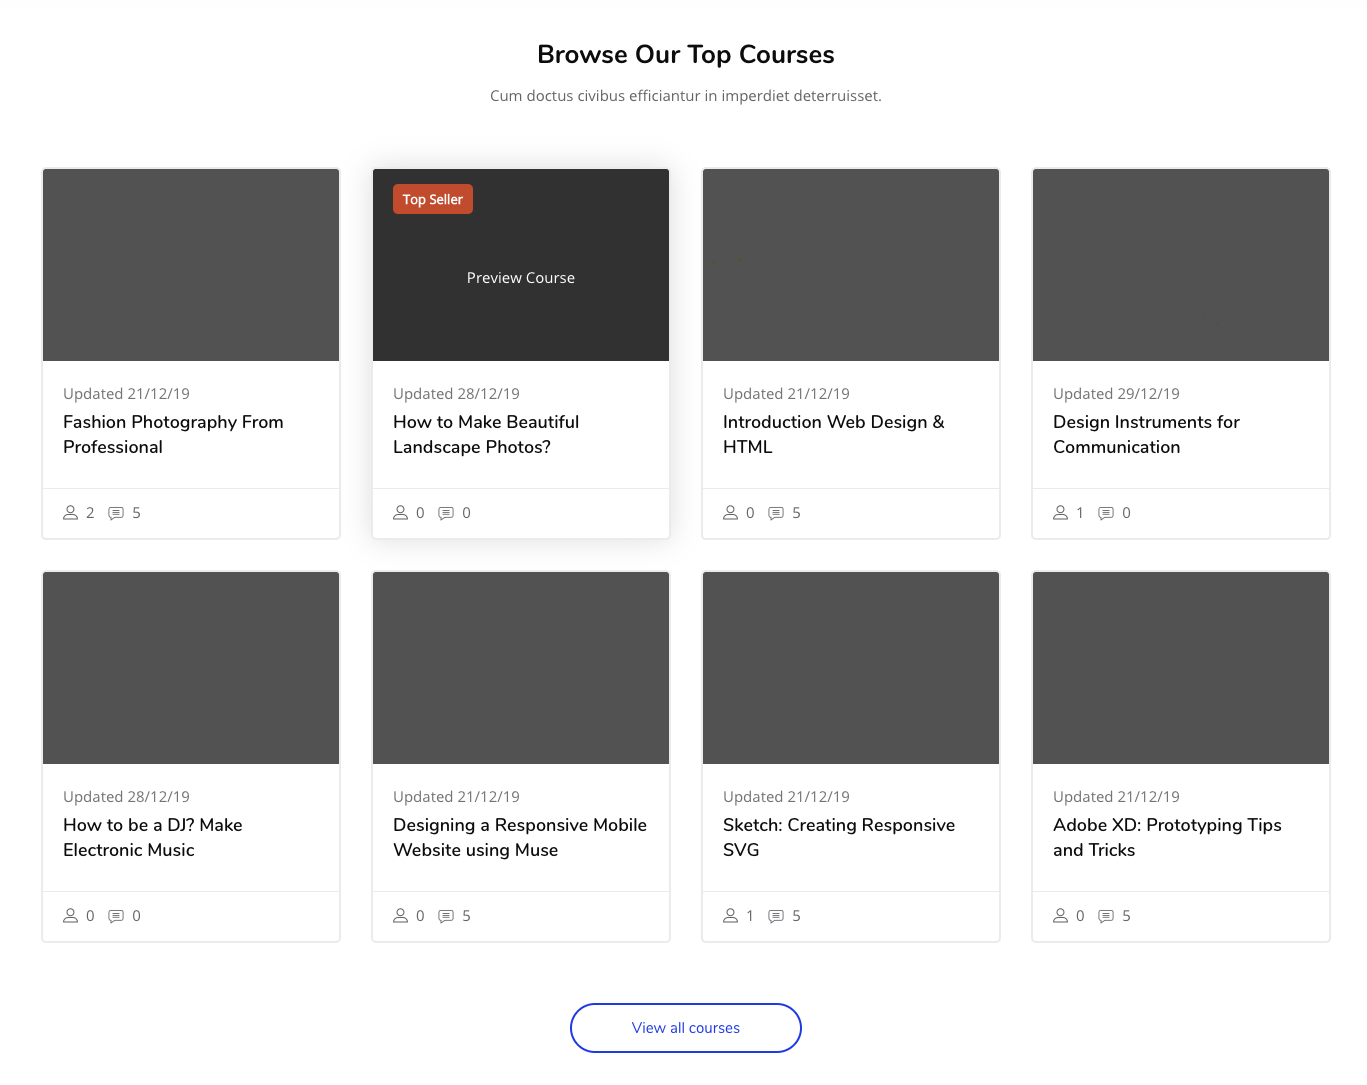 Browse Our Top Courses
Cum doctus civibus efficiantur in imperdiet deterruisset.
Updated 21/12/19
Fashion Photography From
Professional
2 5
Top Seller
Preview Course
Updated 28/12/19
How to Make Beautiful
Landscape Photos?
0 0
Updated 21/12/19
Introduction Web Design &
HTML
0 5
Updated 29/12/19
Design Instruments for
Communication
1 0
Updated 28/12/19
How to be a DJ? Make
Electronic Music
0 0
Updated 21/12/19
Designing a Responsive Mobile
Website using Muse
0 5
Updated 21/12/19
Sketch: Creating Responsive
SVG
1 5
Updated 21/12/19
Adobe XD: Prototyping Tips
and Tricks
0 5
View all courses